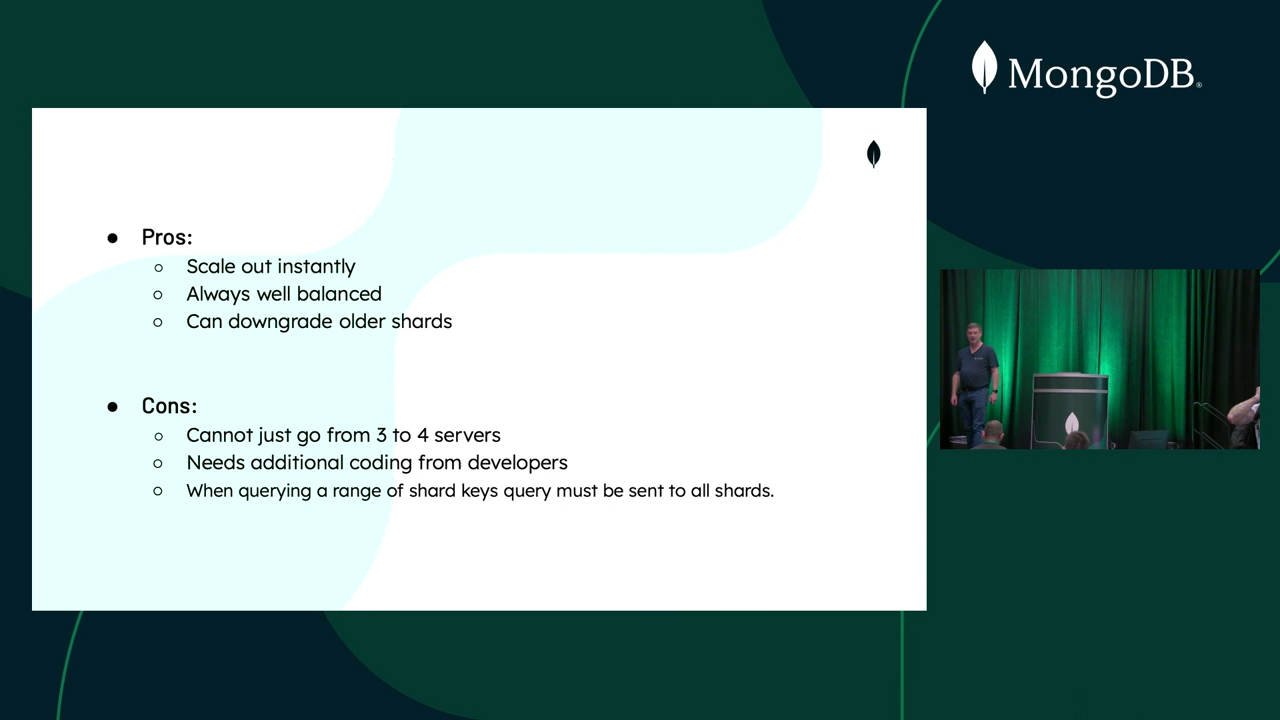 MongoDB®
● Pros:
○ Scale out instantly
○ Always well balanced
○ Can downgrade older shards
● Cons:
○ Cannot just go from 3 to 4 servers
○ Needs additional coding from developers
○ When querying a range of shard keys query must be sent to all shards.